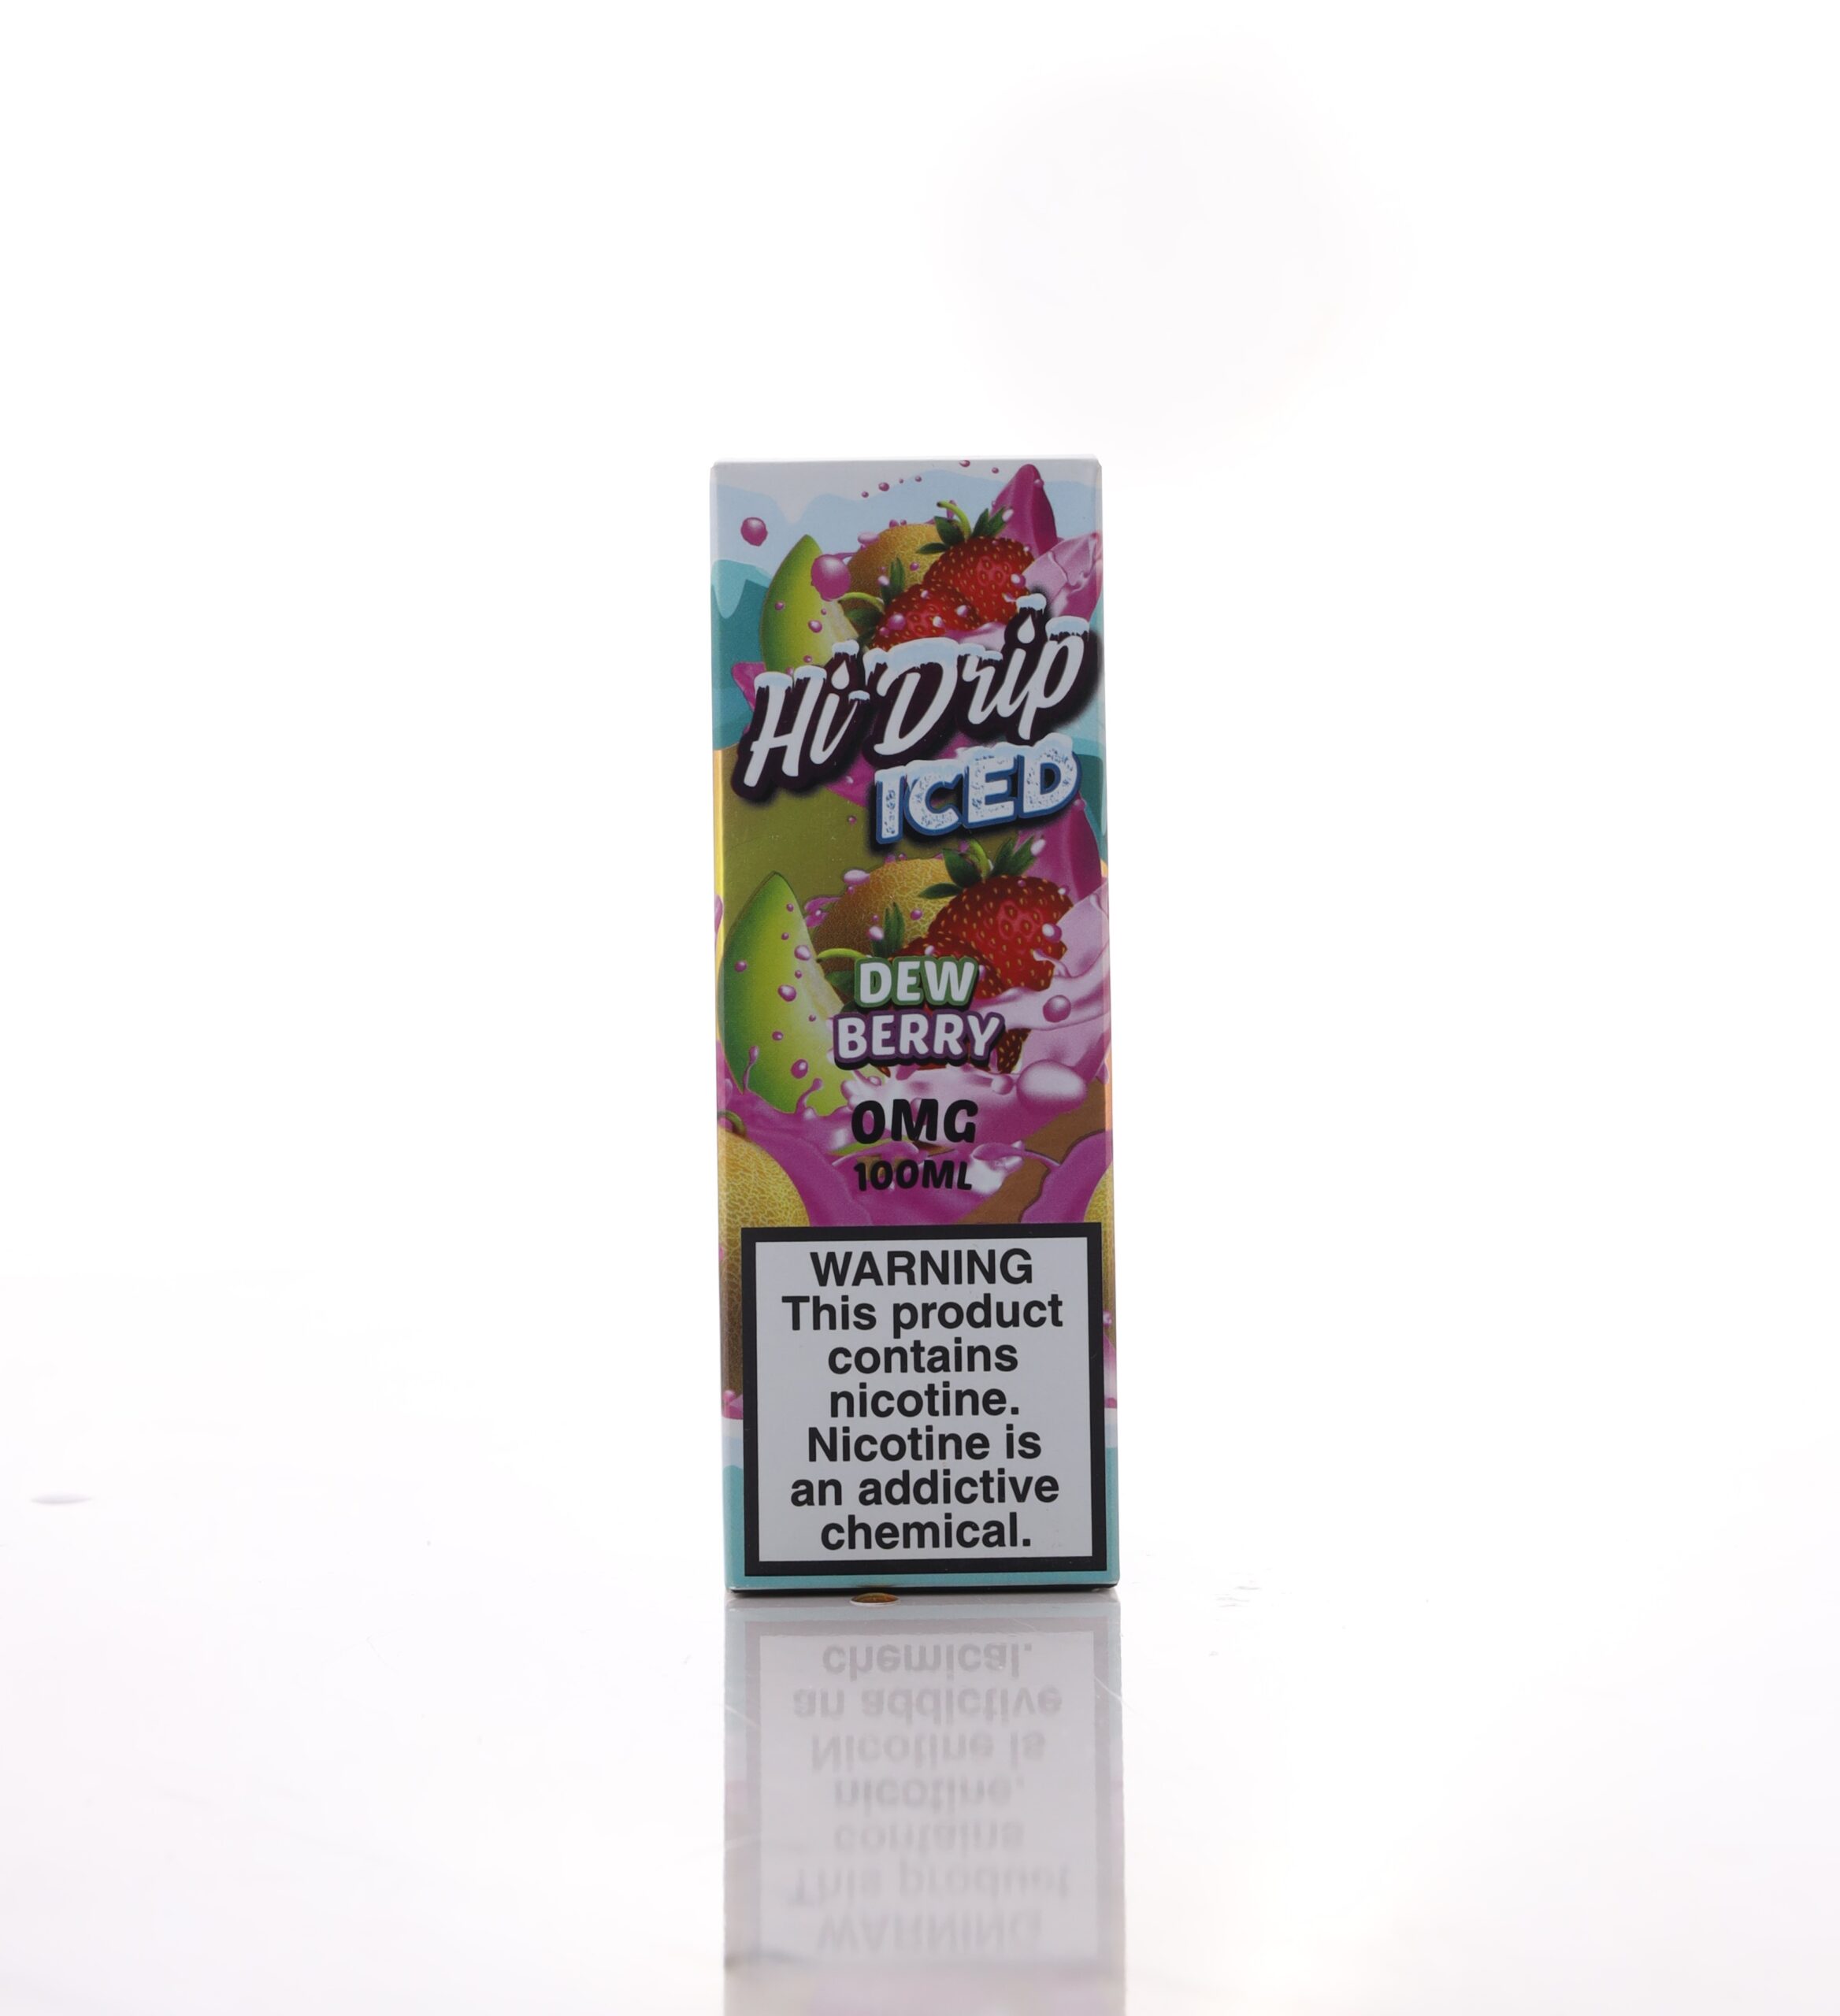 Hi Drip
ICED
DEW
BERRY
0MG
100ML
WARNING
This product
contains
nicotine.
Nicotine is
an addictive
chemical.